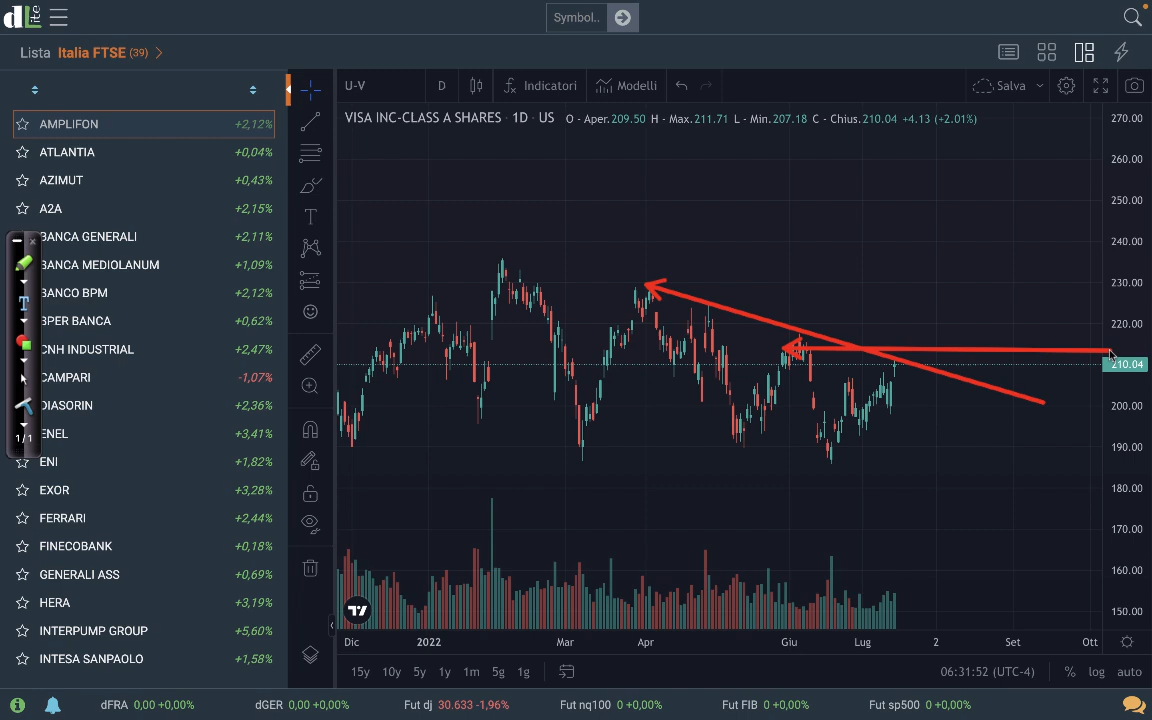 dLite
Symbol..
Lista Italia FTSE (39)
U-V D Indicatori Modelli Salva
VISA INC-CLASS A SHARES · 1D · US O - Aper.209.50 H - Max.211.71 L - Min.207.18 C - Chius.210.04 +4.13 (+2.01%)
AMPLIFON +2,12%
ATLANTIA +0,04%
AZIMUT +0,43%
A2A +2,15%
BANCA GENERALI +2,11%
BANCA MEDIOLANUM +1,09%
BANCO BPM +2,12%
BPER BANCA +0,62%
CNH INDUSTRIAL +2,47%
CAMPARI -1,07%
DIASORIN +2,36%
ENEL +3,41%
ENI +1,82%
EXOR +3,28%
FERRARI +2,44%
FINECOBANK +0,18%
GENERALI ASS +0,69%
HERA +3,19%
INTERPUMP GROUP +5,60%
INTESA SANPAOLO +1,58%
T
1/1
270.00
260.00
250.00
240.00
230.00
220.00
210.04
200.00
190.00
180.00
170.00
160.00
150.00
Dic 2022 Mar Apr Giu Lug 2 Set Ott
15y 10y 5y 1y 1m 5g 1g 06:31:52 (UTC-4) % log auto
dFRA 0,00 +0,00% dGER 0,00 +0,00% Fut dj 30.633 -1,96% Fut nq100 0 +0,00% Fut FIB 0 +0,00% Fut sp500 0 +0,00%